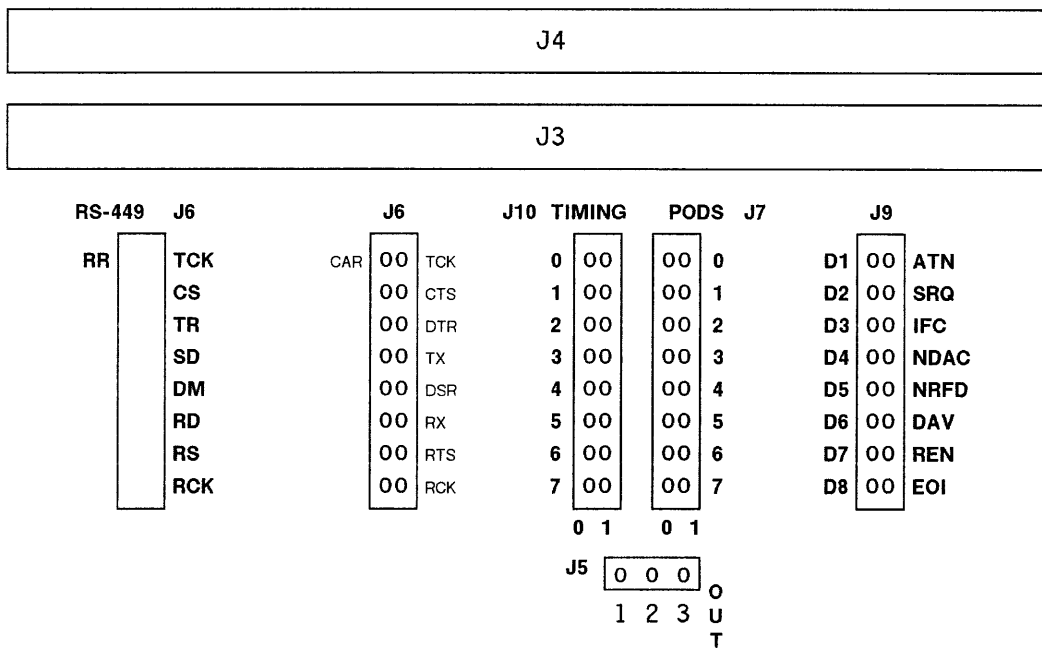 J4
J3
RS-449 J6 J6 J10 TIMING PODS J7 J9
RR TCK CAR 00 TCK 0 00 00 0 D1 00 ATN
CS 00 CTS 1 00 00 1 D2 00 SRQ
TR 00 DTR 2 00 00 2 D3 00 IFC
SD 00 TX 3 00 00 3 D4 00 NDAC
DM 00 DSR 4 00 00 4 D5 00 NRFD
RD 00 RX 5 00 00 5 D6 00 DAV
RS 00 RTS 6 00 00 6 D7 00 REN
RCK 00 RCK 7 00 00 7 D8 00 EOI
0 1 0 1
J5 0 0 0
1 2 3
OUT